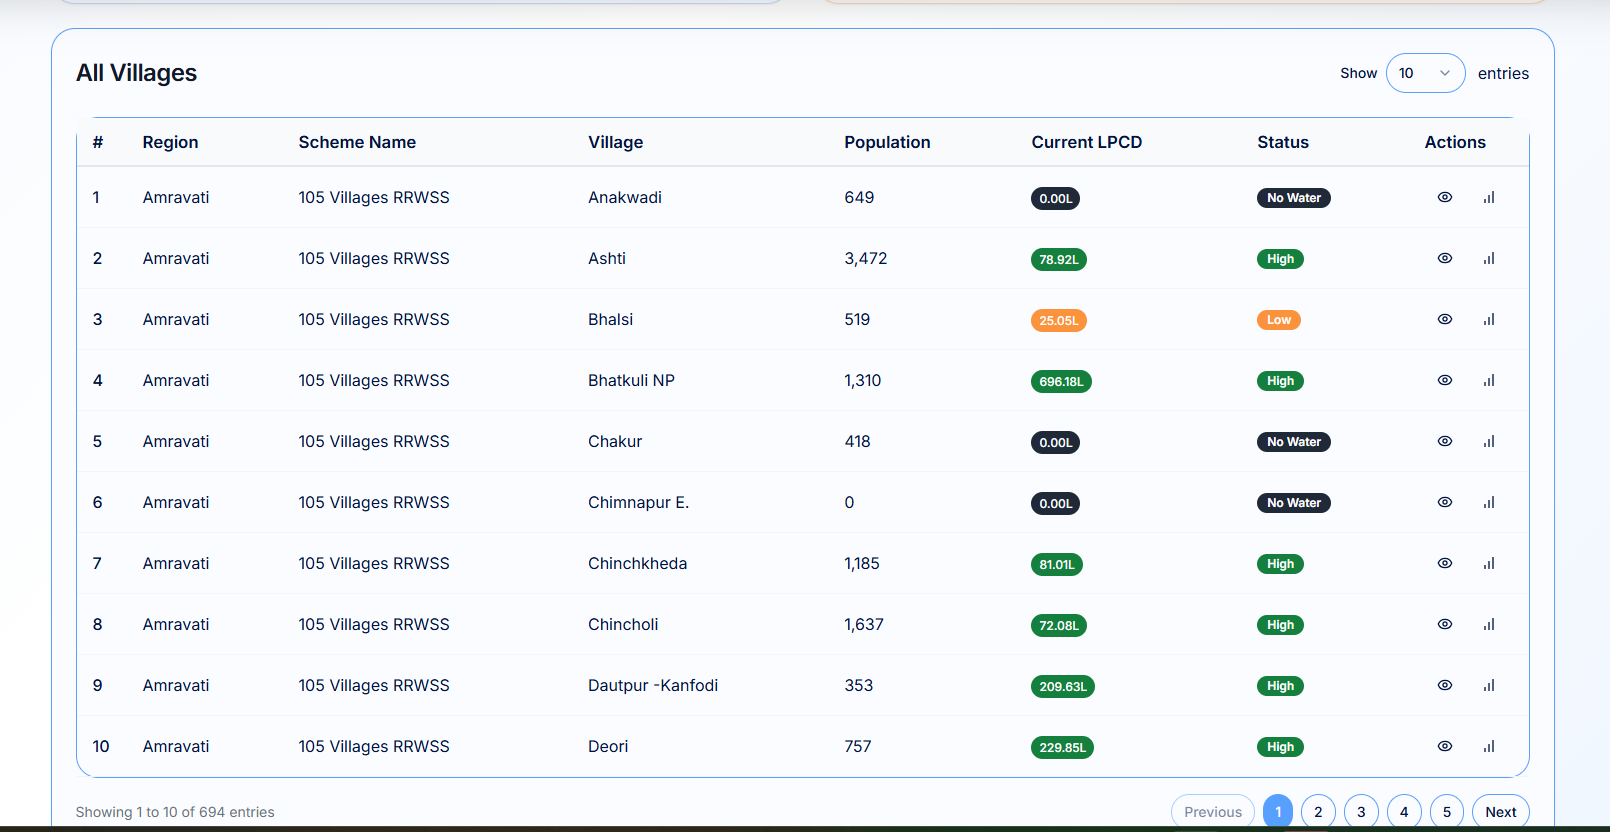 All Villages
Show 10 entries
# Region Scheme Name Village Population Current LPCD Status Actions
1 Amravati 105 Villages RRWSS Anakwadi 649 0.00L No Water
2 Amravati 105 Villages RRWSS Ashti 3,472 78.92L High
3 Amravati 105 Villages RRWSS Bhalsi 519 25.05L Low
4 Amravati 105 Villages RRWSS Bhatkuli NP 1,310 696.18L High
5 Amravati 105 Villages RRWSS Chakur 418 0.00L No Water
6 Amravati 105 Villages RRWSS Chimnapur E. 0 0.00L No Water
7 Amravati 105 Villages RRWSS Chinchkheda 1,185 81.01L High
8 Amravati 105 Villages RRWSS Chincholi 1,637 72.08L High
9 Amravati 105 Villages RRWSS Dautpur -Kanfodi 353 209.63L High
10 Amravati 105 Villages RRWSS Deori 757 229.85L High
Showing 1 to 10 of 694 entries Previous 1 2 3 4 5 Next